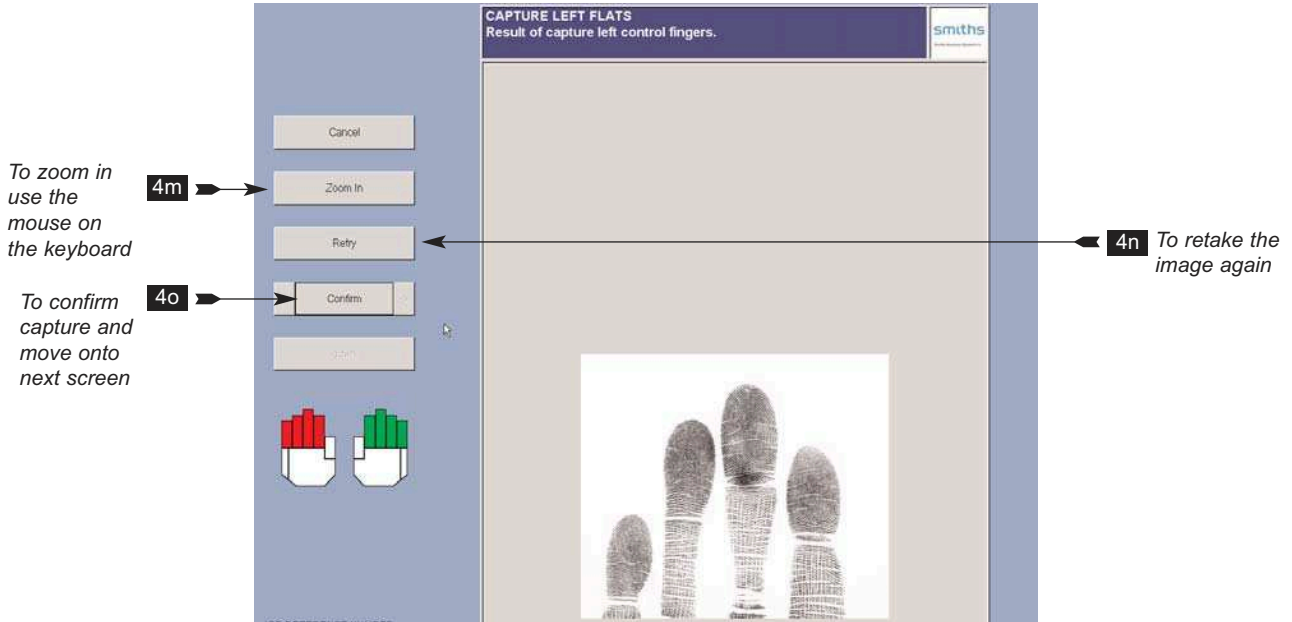 CAPTURE LEFT FLATS
Result of capture left control fingers.
smiths
Cancel
To zoom in
use the
mouse on
the keyboard
4m
Zoom In
Retry
4n
To retake the
image again
To confirm
capture and
move onto
next screen
4o
Confirm